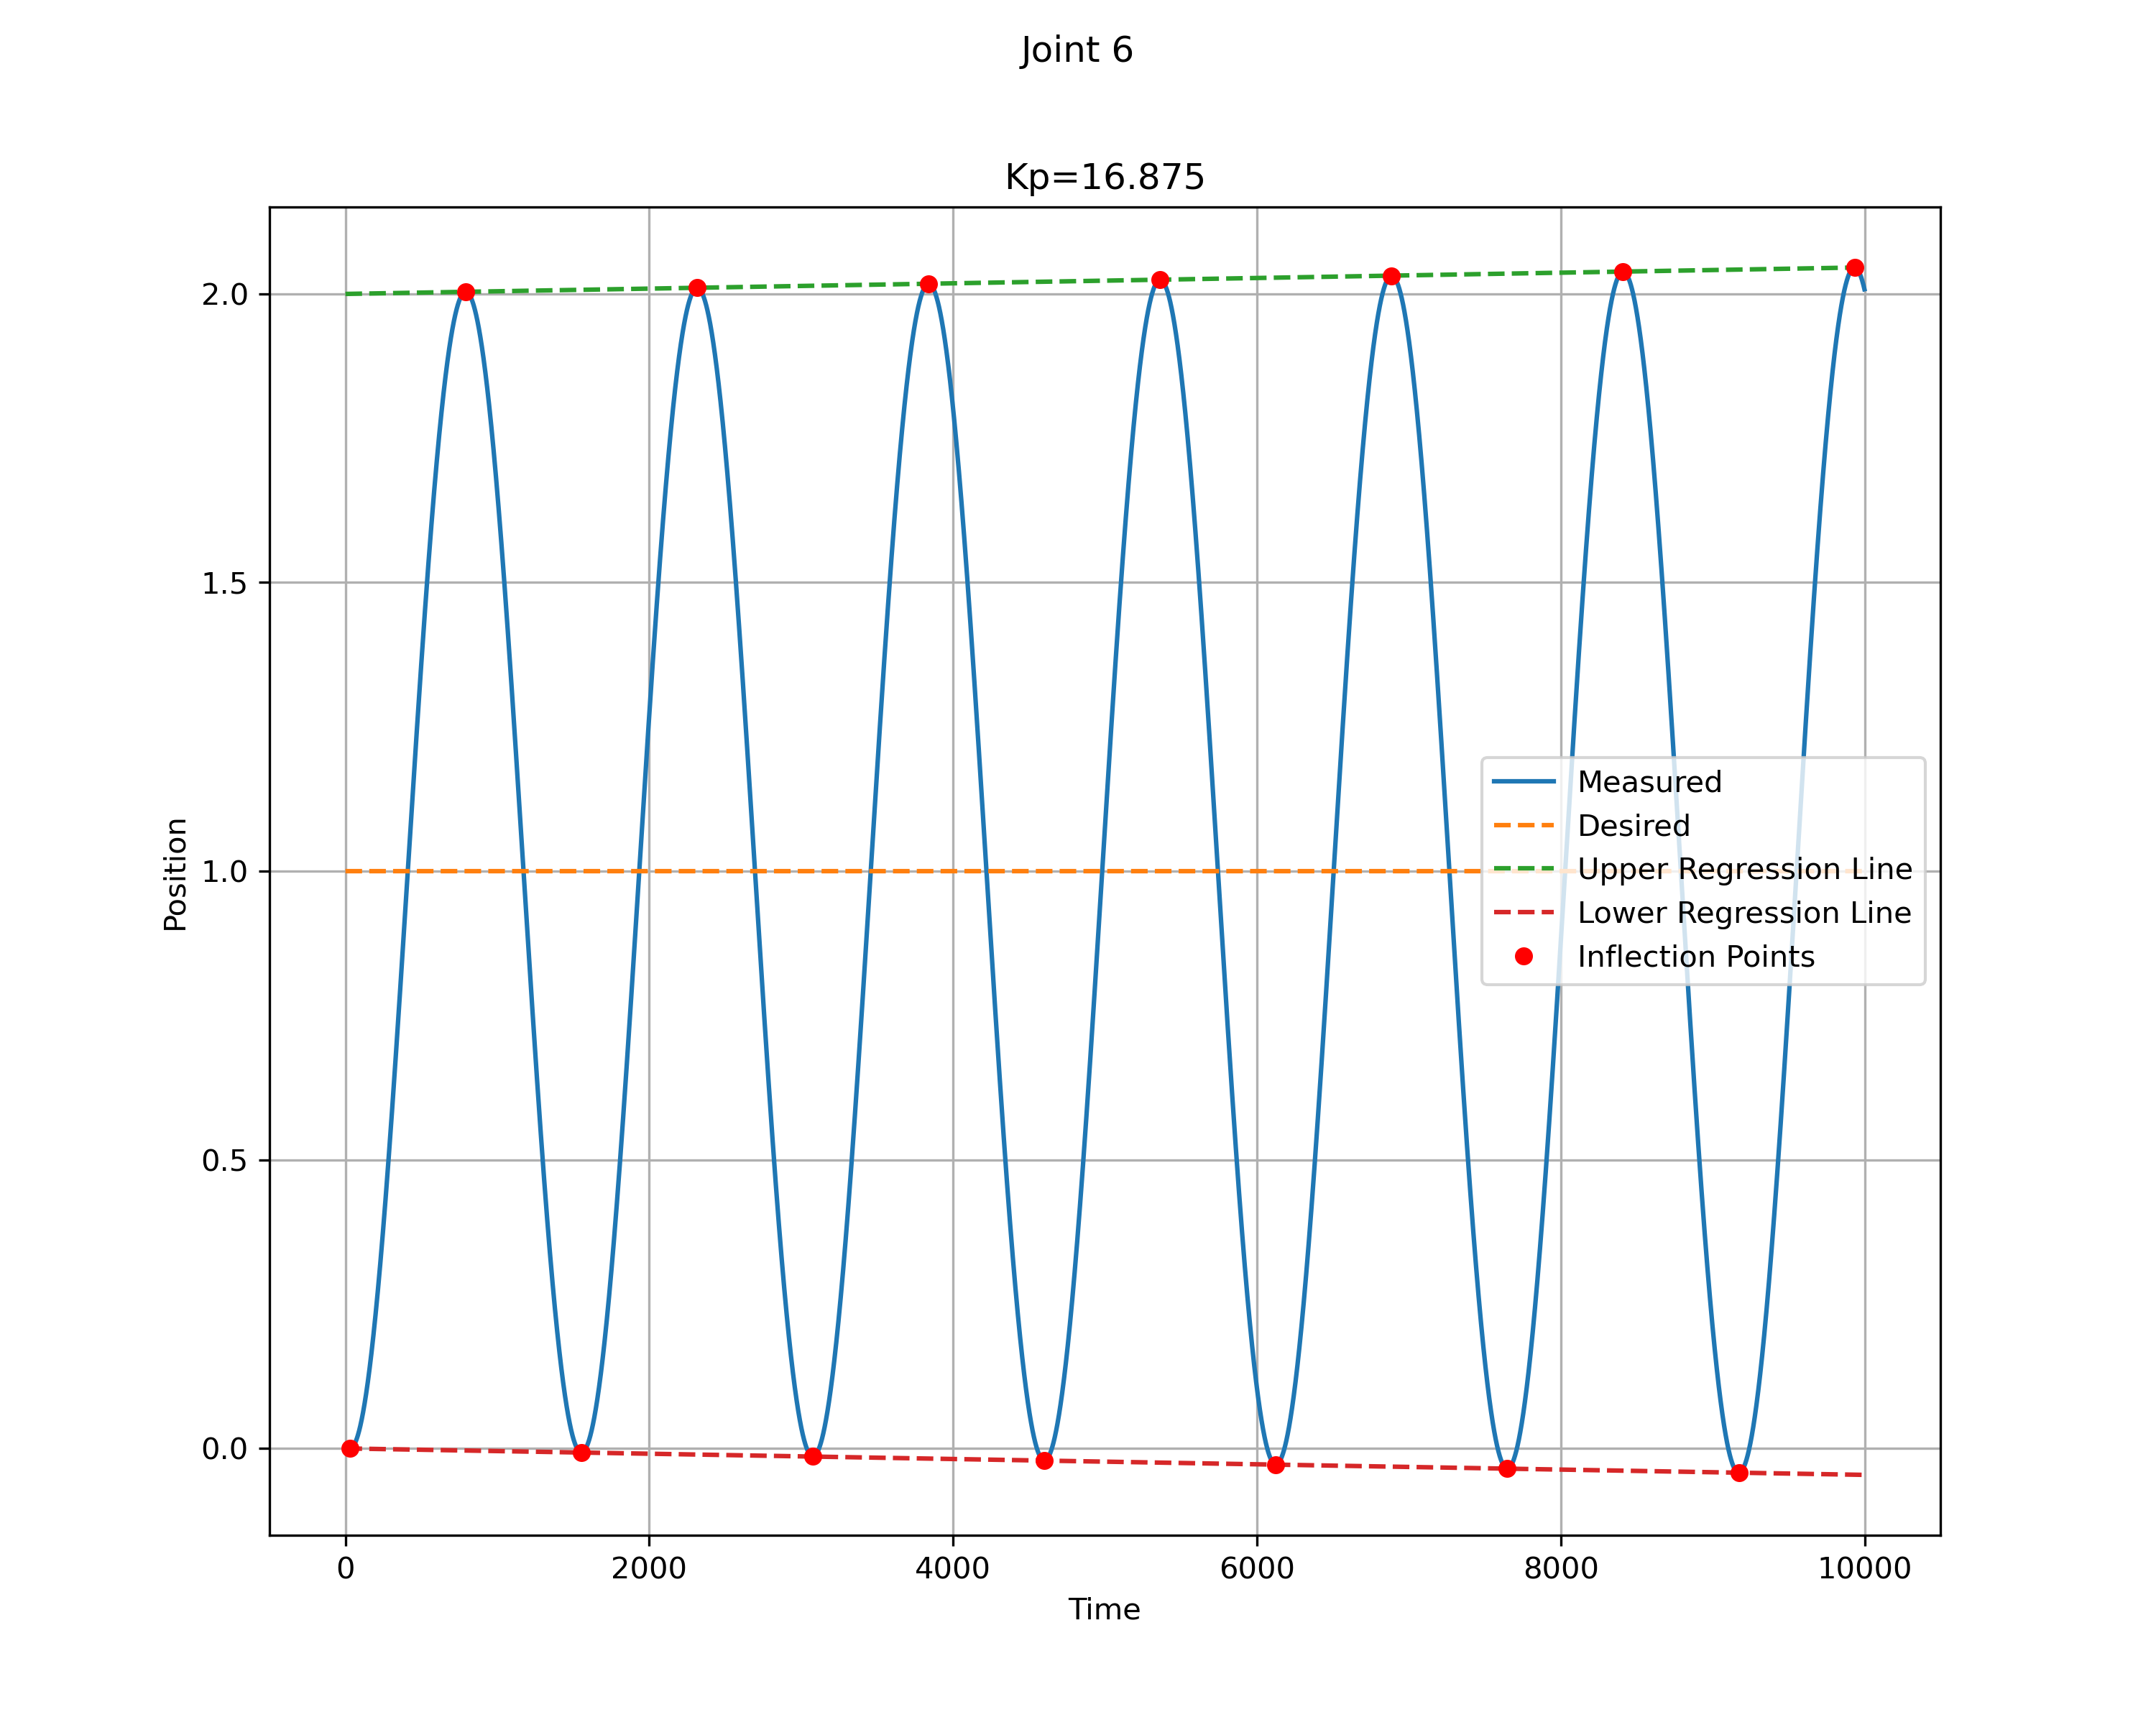 Joint 6
Kp=16.875
2.0
1.5
1.0
0.5
0.0
Position
0 2000 4000 6000 8000 10000
Time
Measured
Desired
Upper Regression Line
Lower Regression Line
Inflection Points